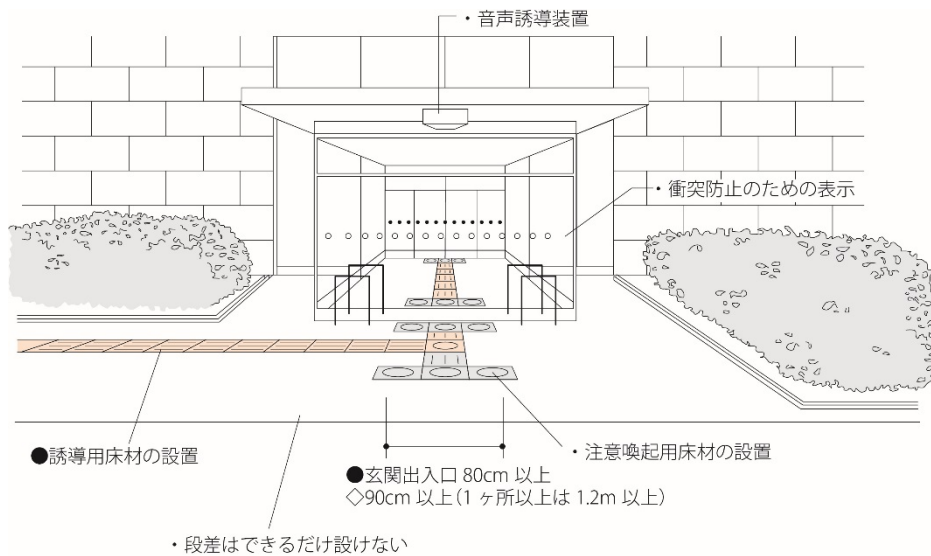 ・音声誘導装置
・衝突防止のための表示
●誘導用床材の設置
・注意喚起用床材の設置
●玄関出入口 80cm 以上
◇90cm 以上(1 ヶ所以上は 1.2m 以上)
・段差はできるだけ設けない